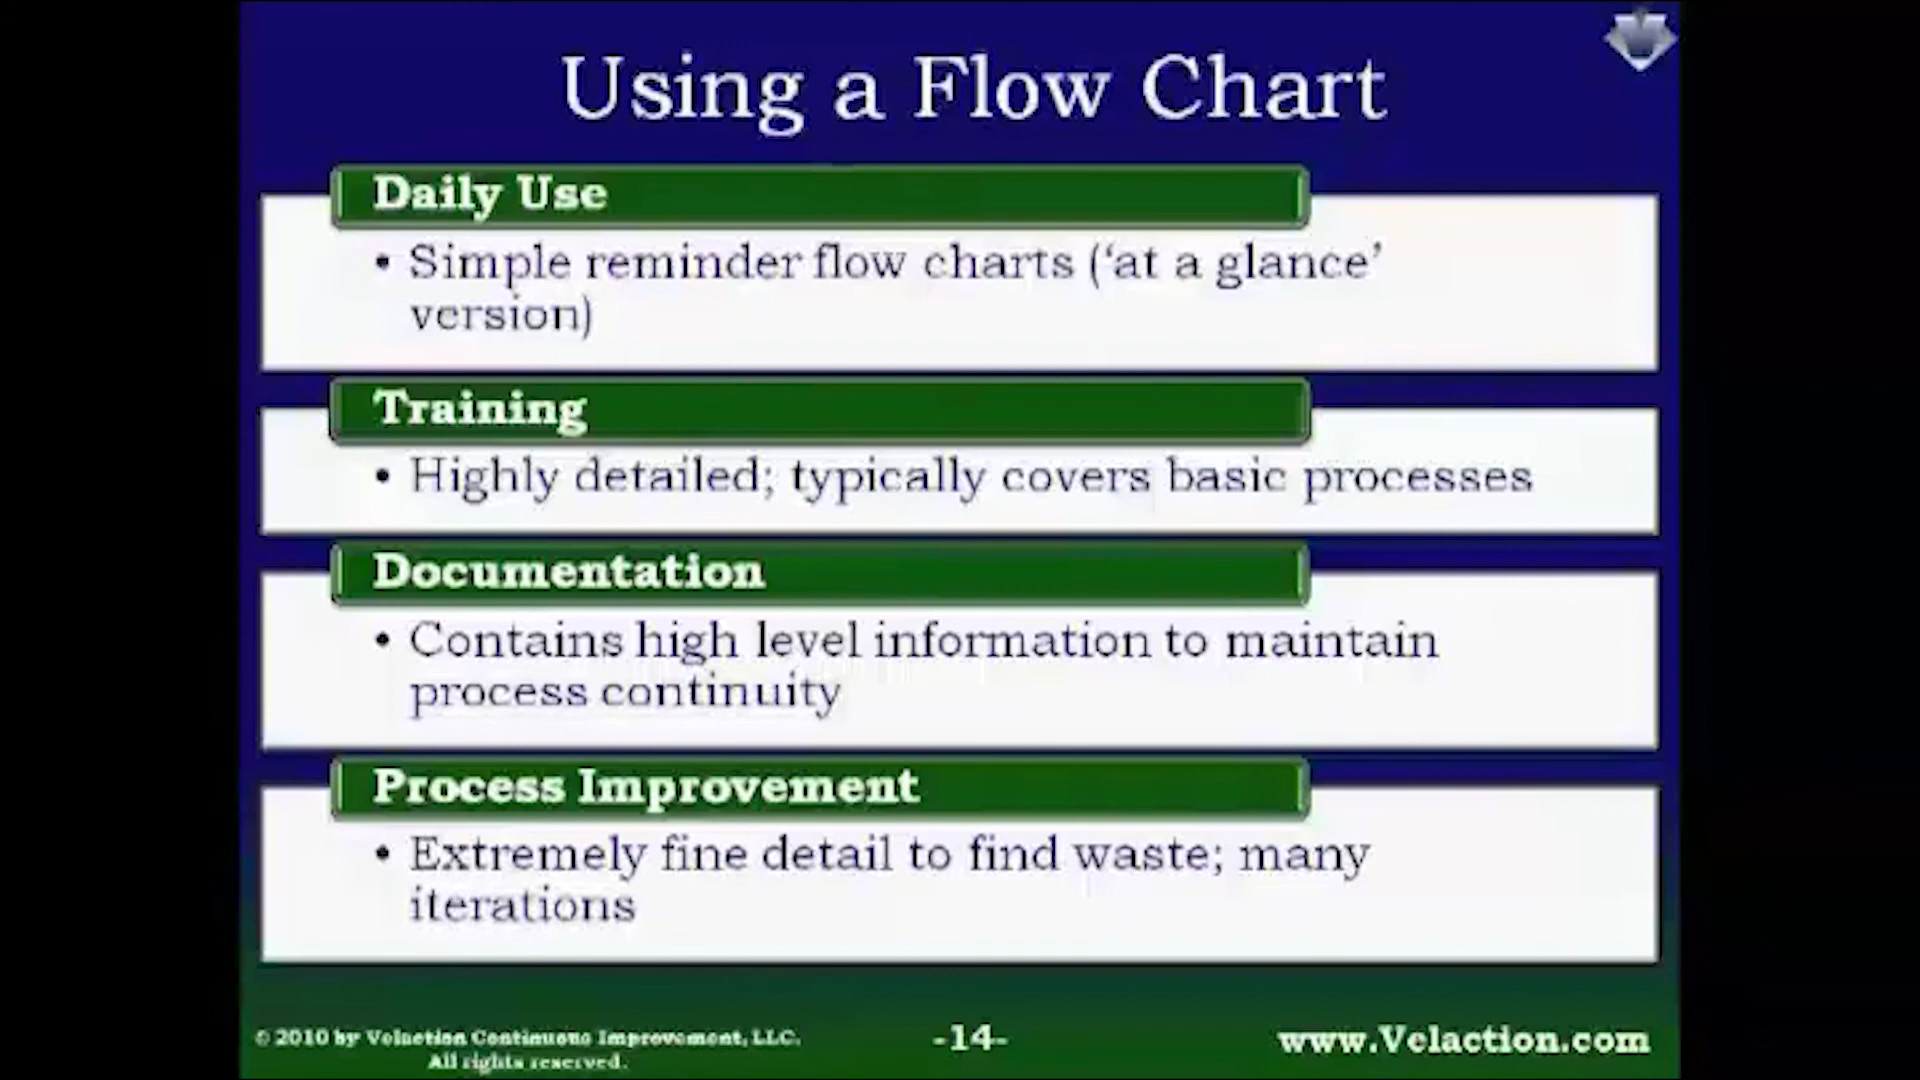 Using a Flow Chart
Daily Use
• Simple reminder flow charts (‘at a glance’
version)
Training
• Highly detailed; typically covers basic processes
Documentation
• Contains high level information to maintain
process continuity
Process Improvement
• Extremely fine detail to find waste; many
iterations
© 2010 by Velaction Continuous Improvement, LLC.
All rights reserved.
-14-
www.Velaction.com